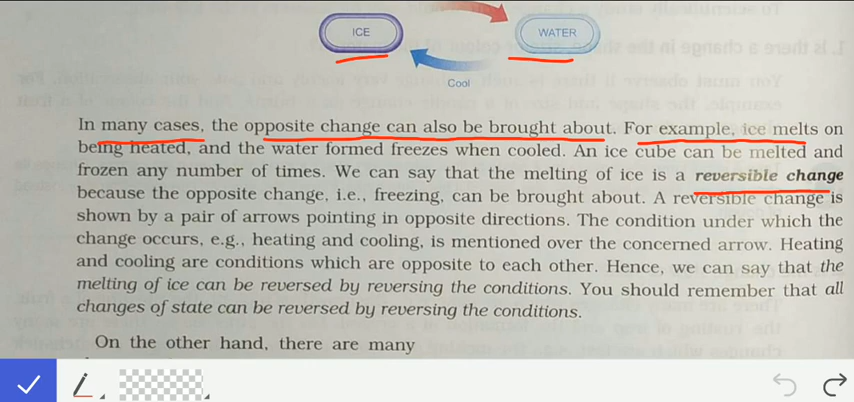 ICE
WATER
Cool
In many cases, the opposite change can also be brought about. For example, ice melts on
being heated, and the water formed freezes when cooled. An ice cube can be melted and
frozen any number of times. We can say that the melting of ice is a reversible change
because the opposite change, i.e., freezing, can be brought about. A reversible change is
shown by a pair of arrows pointing in opposite directions. The condition under which the
change occurs, e.g., heating and cooling, is mentioned over the concerned arrow. Heating
and cooling are conditions which are opposite to each other. Hence, we can say that the
melting of ice can be reversed by reversing the conditions. You should remember that all
changes of state can be reversed by reversing the conditions.
On the other hand, there are many